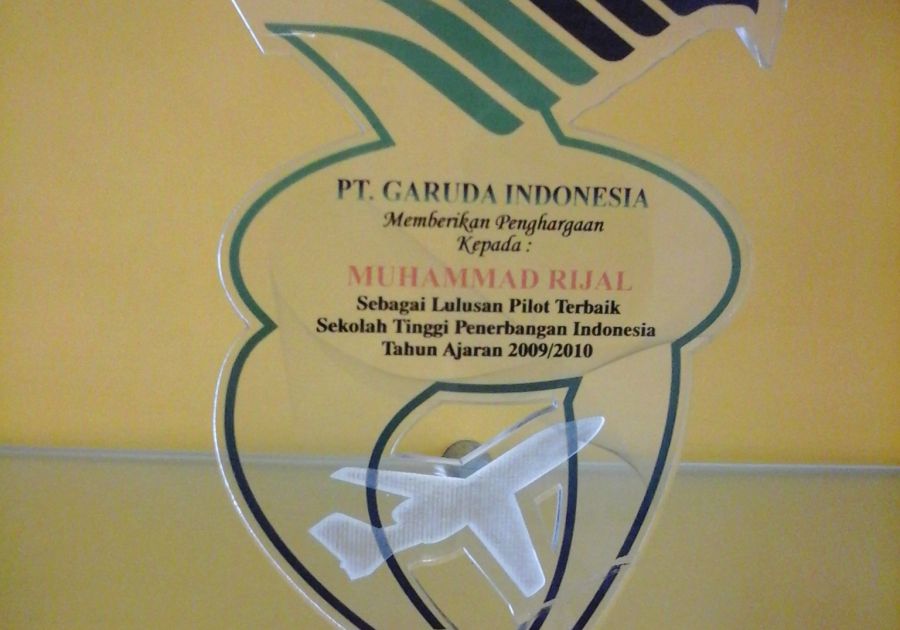 PT. GARUDA INDONESIA
Memberikan Penghargaan
Kepada :
MUHAMMAD RIJAL
Sebagai Lulusan Pilot Terbaik
Sekolah Tinggi Penerbangan Indonesia
Tahun Ajaran 2009/2010